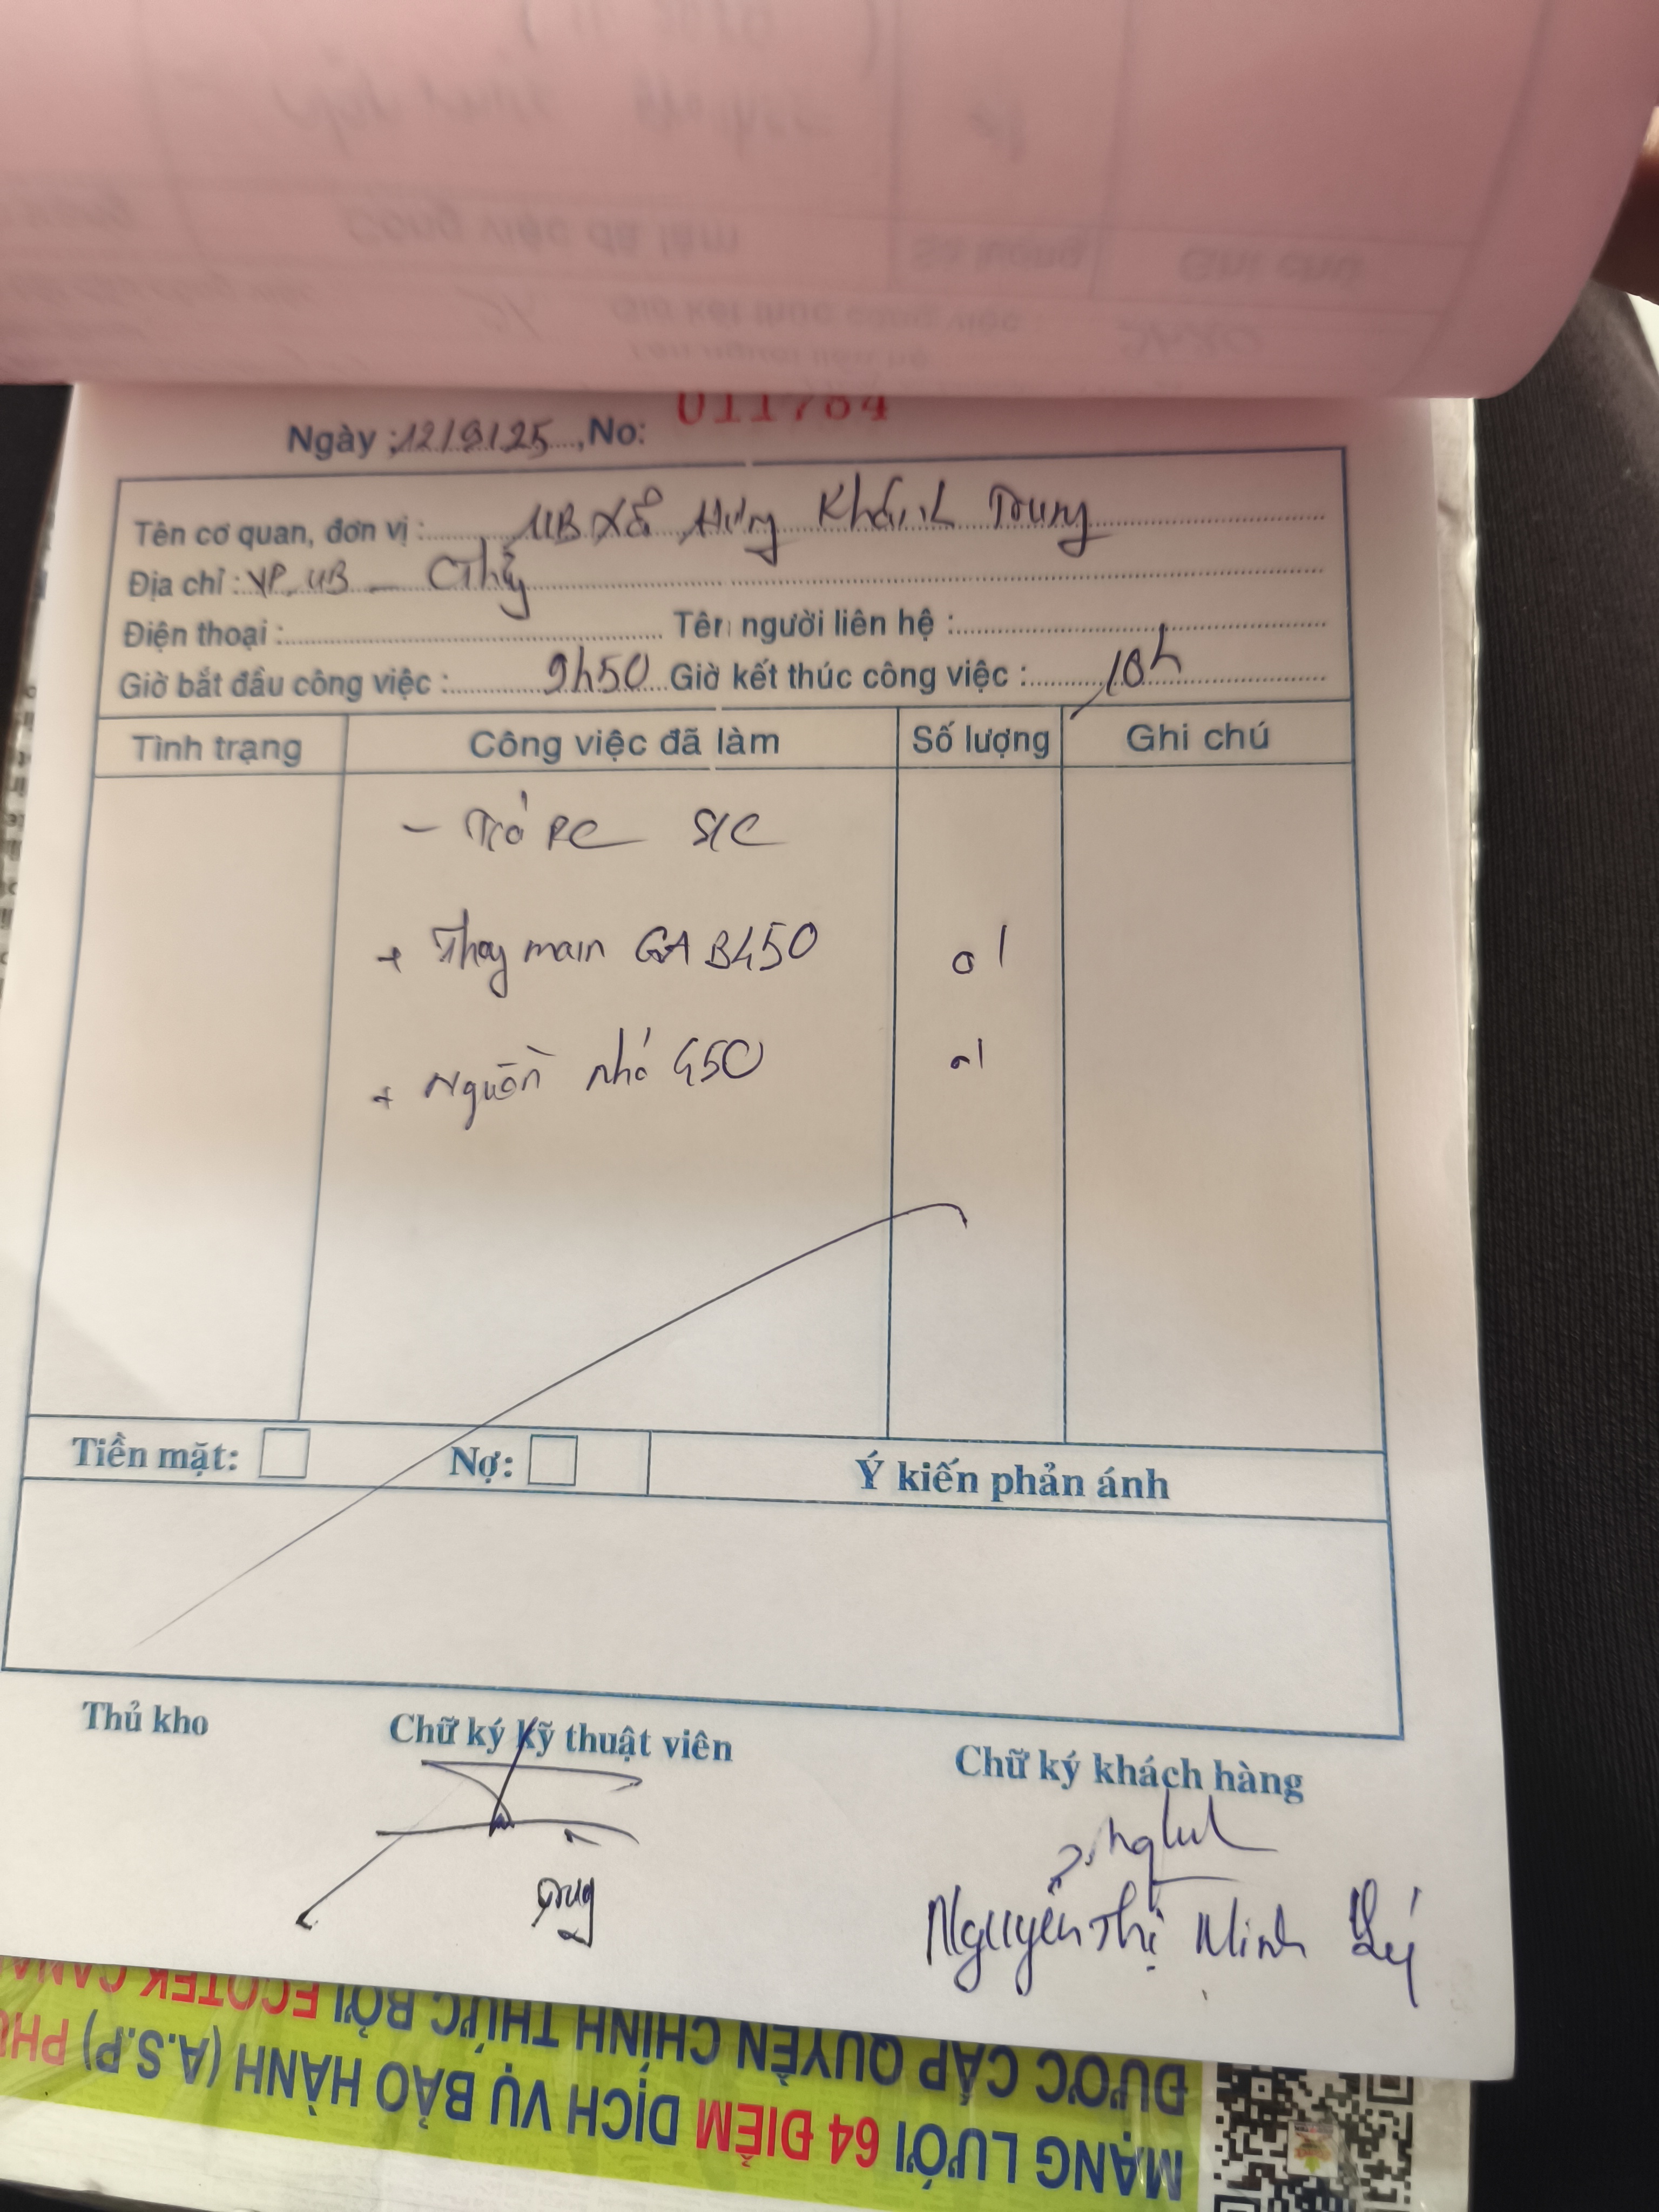 Ngày : 12/9/25, No: 011784
Tên cơ quan, đơn vị : UB Xã Hưng Khánh Trung
Địa chỉ : VP. UB - CThủy
Điện thoại : Tên người liên hệ :
Giờ bắt đầu công việc : 9h50 Giờ kết thúc công việc : 10h
Tình trạng Công việc đã làm Số lượng Ghi chú
- Trả PC S/C
+ Thay main GA B450 01
+ Nguồn nhỏ 450 01
Tiền mặt: Nợ: Ý kiến phản ánh
Thủ kho Chữ ký kỹ thuật viên Chữ ký khách hàng
Nguyễn Thị Minh Lý
ĐƯỢC CẤP QUYỀN CHÍNH THỨC BỞI ECOTEK
MẠNG LƯỚI 64 ĐIỂM DỊCH VỤ BẢO HÀNH (A.S.P)